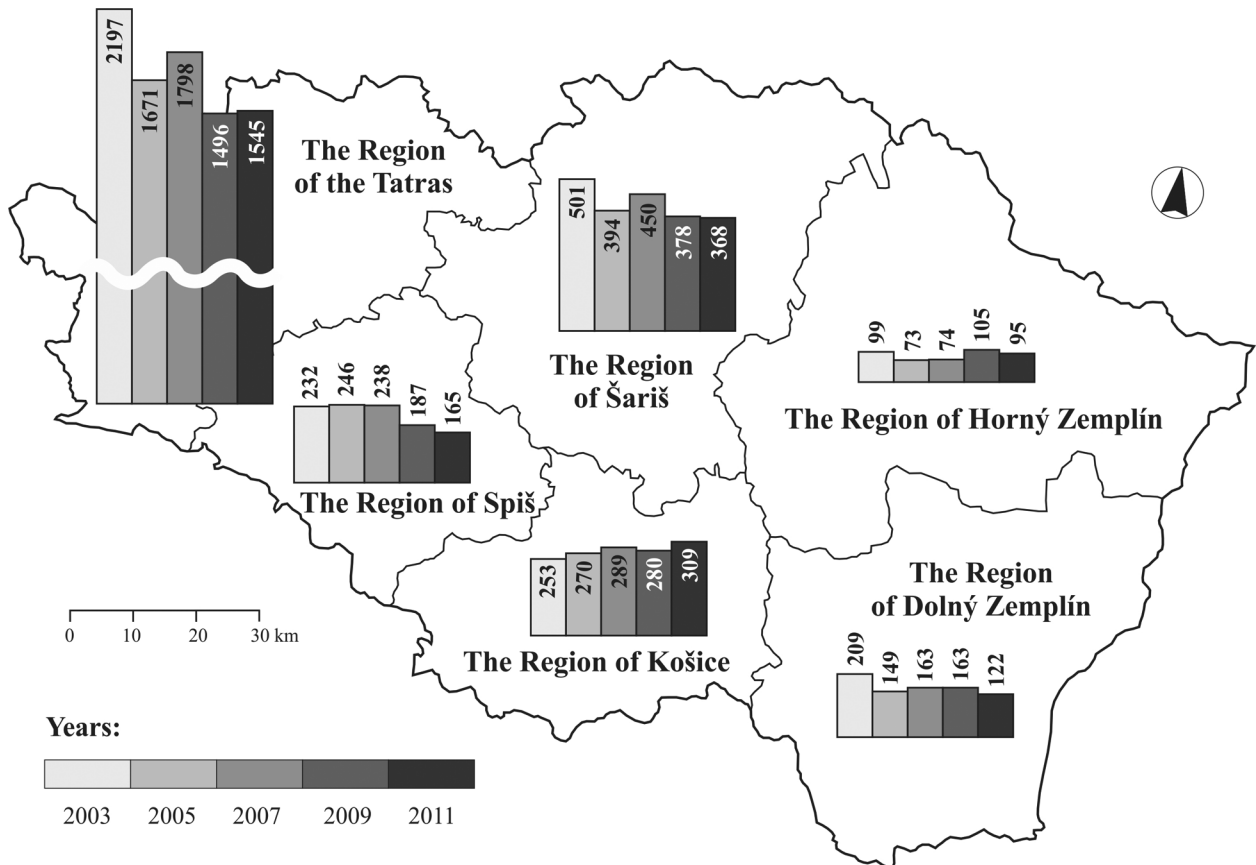 2197
1671
1798
1496
1545
The Region
of the Tatras
501
394
450
378
368
The Region
of Šariš
99
73
74
105
95
The Region of Horný Zemplín
232
246
238
187
165
The Region of Spiš
253
270
289
280
309
The Region of Košice
The Region
of Dolný Zemplín
209
149
163
163
122
0 10 20 30 km
Years:
2003 2005 2007 2009 2011